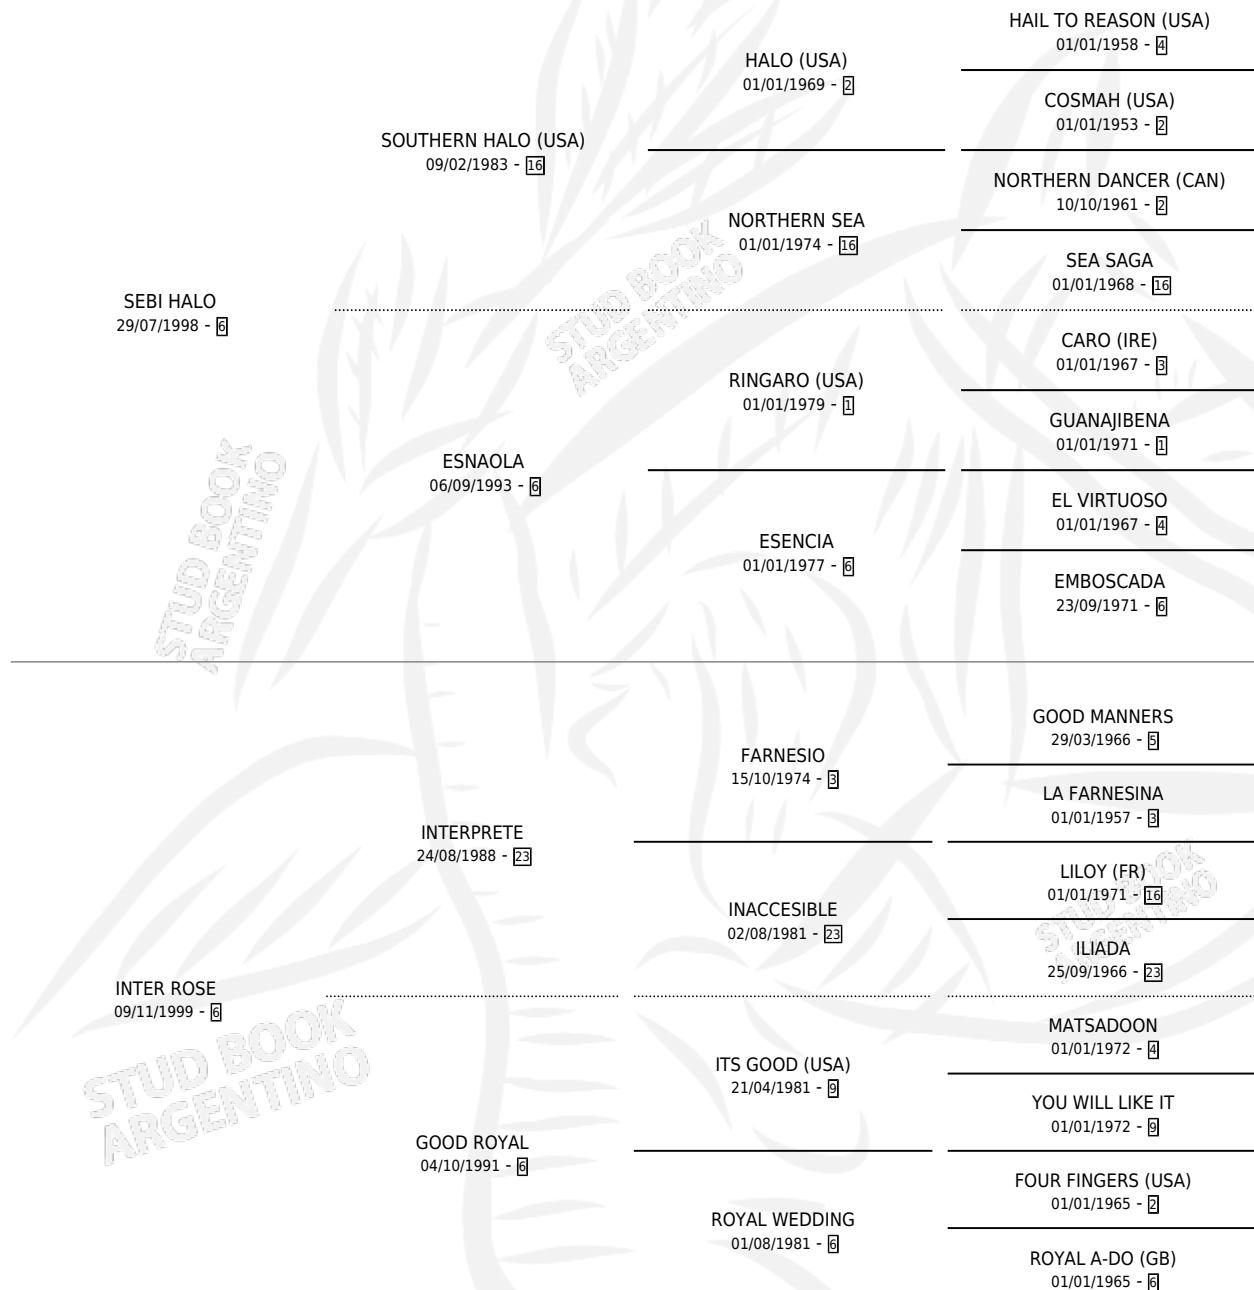 HAIL TO REASON (USA)
01/01/1958 - 4
HALO (USA)
01/01/1969 - 2
COSMAH (USA)
01/01/1953 - 2
SOUTHERN HALO (USA)
09/02/1983 - 16
NORTHERN DANCER (CAN)
10/10/1961 - 2
NORTHERN SEA
01/01/1974 - 16
SEA SAGA
01/01/1968 - 16
SEBI HALO
29/07/1998 - 6
CARO (IRE)
01/01/1967 - 3
RINGARO (USA)
01/01/1979 - 1
GUANAJIBENA
01/01/1971 - 1
ESNAOLA
06/09/1993 - 6
EL VIRTUOSO
01/01/1967 - 4
ESENCIA
01/01/1977 - 6
EMBOSCADA
23/09/1971 - 6
GOOD MANNERS
29/03/1966 - 5
FARNESIO
15/10/1974 - 3
LA FARNESINA
01/01/1957 - 3
INTERPRETE
24/08/1988 - 23
LILOY (FR)
01/01/1971 - 16
INACCESIBLE
02/08/1981 - 23
ILIADA
25/09/1966 - 23
INTER ROSE
09/11/1999 - 6
MATSADOON
01/01/1972 - 4
ITS GOOD (USA)
21/04/1981 - 9
YOU WILL LIKE IT
01/01/1972 - 9
GOOD ROYAL
04/10/1991 - 6
FOUR FINGERS (USA)
01/01/1965 - 2
ROYAL WEDDING
01/08/1981 - 6
ROYAL A-DO (GB)
01/01/1965 - 6
STUD BOOK
ARGENTINO
STUD BOOK
ARGENTINO
STUD BOOK
ARGENTINO
STUD BOOK
ARGENTINO